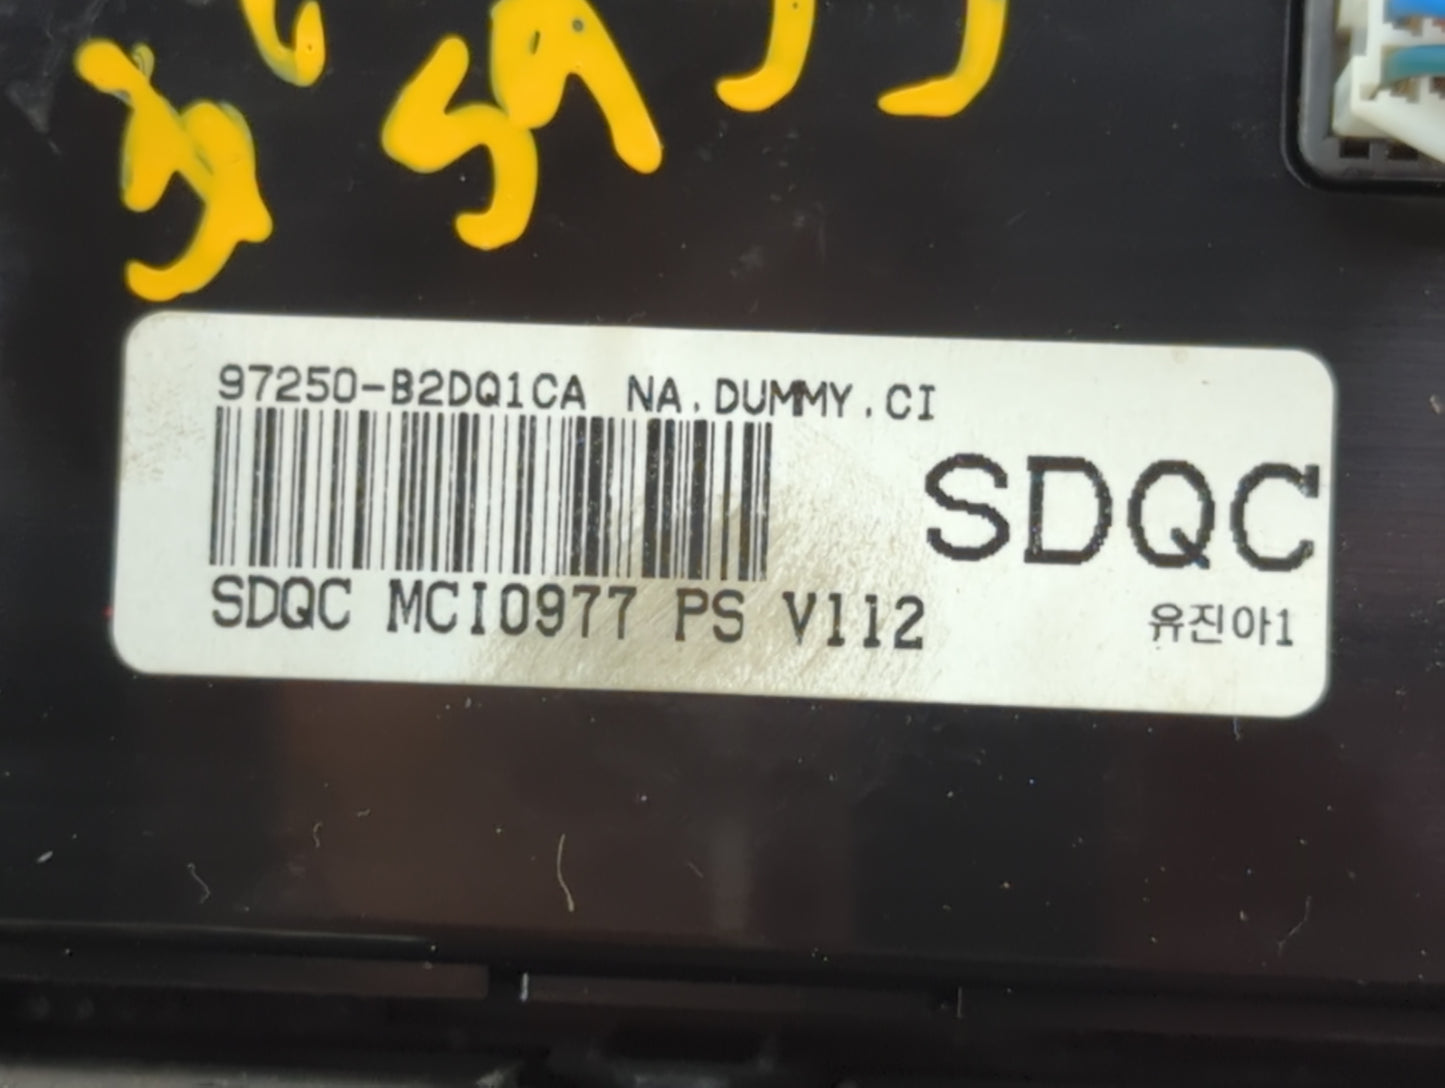 97250-B2DQ1CA NA.DUMMY.CI
SDQC
SDQC MCI0977 PS V112
유진아1